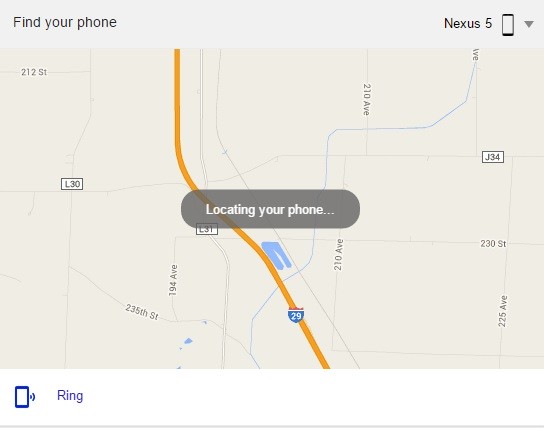 Find your phone
Nexus 5
ve
212 St
210 Ave
J34
L30
Locating your phone...
L31
230 St
210 Ave
194 Ave
235th St
29
225 Ave
Ring